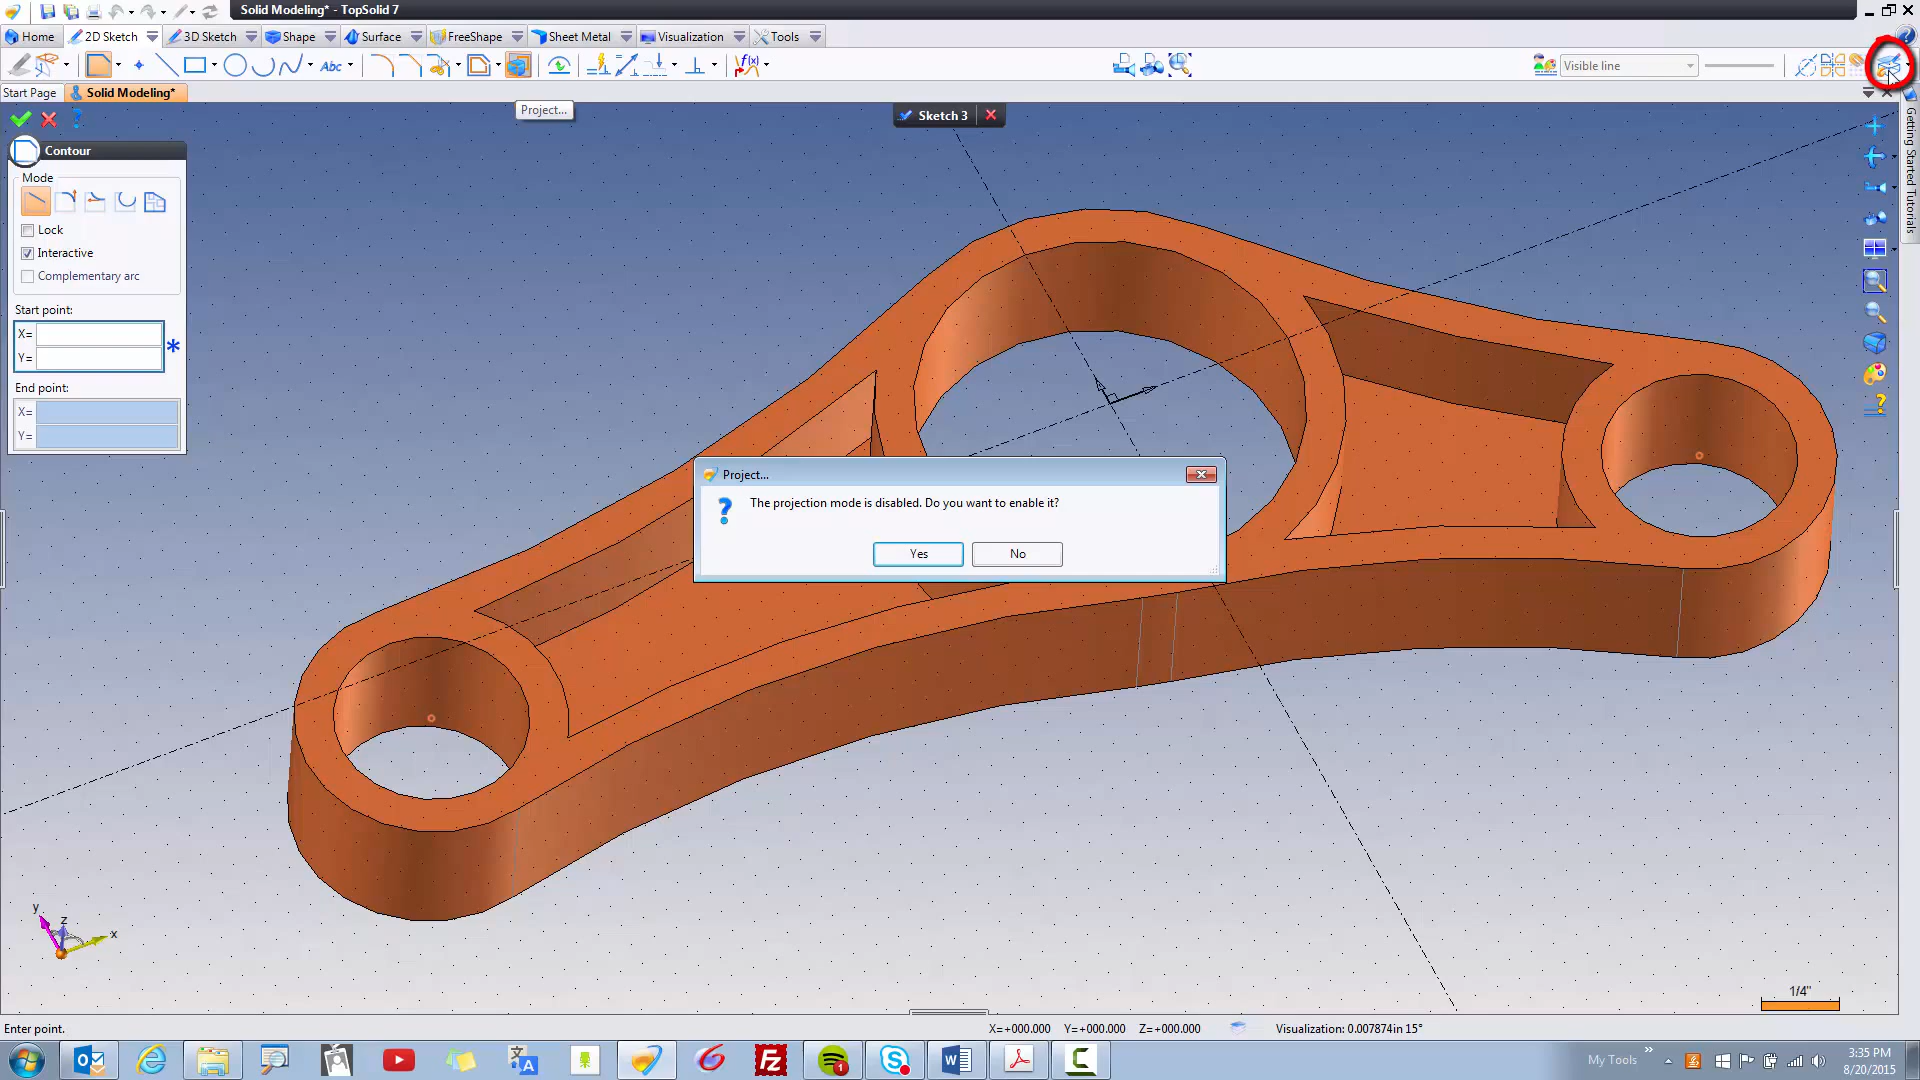 Solid Modeling* - TopSolid 7
Home 2D Sketch 3D Sketch Shape Surface FreeShape Sheet Metal Visualization Tools
Abc f(x) Visible line
Start Page Solid Modeling*
Project...
Sketch 3
Getting Started Tutorials
Contour
Mode
Lock
Interactive
Complementary arc
Start point:
X=
Y=
End point:
X=
Y=
Project...
The projection mode is disabled. Do you want to enable it?
Yes No
y z x
1/4"
Enter point. X=+000.000 Y=+000.000 Z=+000.000 Visualization: 0.007874in 15°
My Tools 3:35 PM
8/20/2015